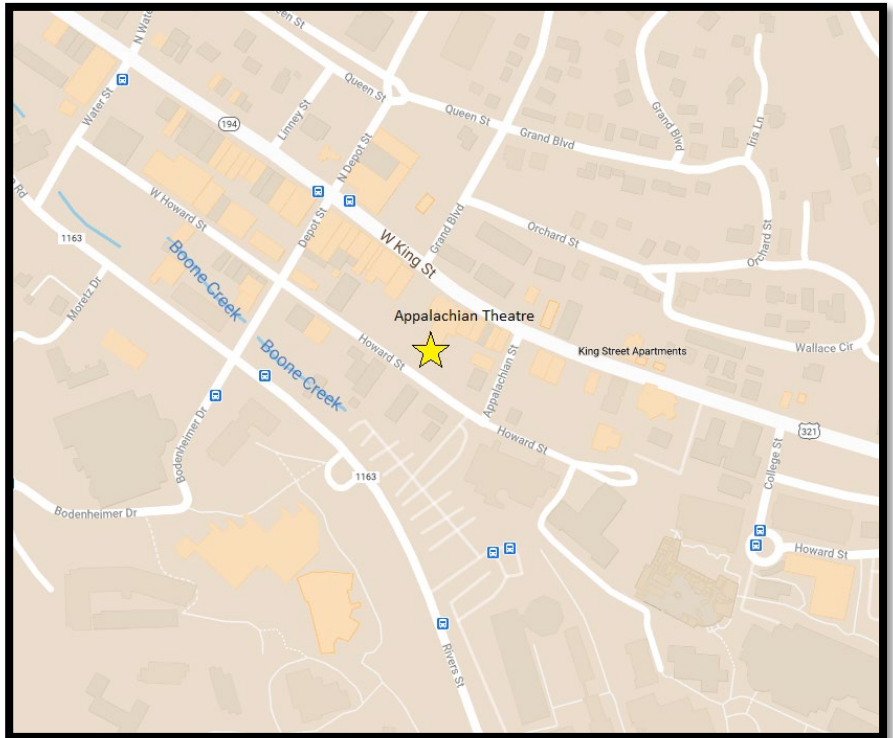 N Water
een St
Water St
Linney St
Queen St
Queen St
194
Grand Blvd
Grand Blvd
Iris Ln
N Depot St
W Howard St
Depot St
W King St
Grand Blvd
Orchard St
Orchard St
1163
Boone Creek
Moretz Dr
Appalachian Theatre
King Street Apartments
Wallace Cir
Boone Creek
Howard St
Appalachian St
Bodenheimer Dr
Howard St
321
College St
1163
Bodenheimer Dr
Howard St
Rivers St